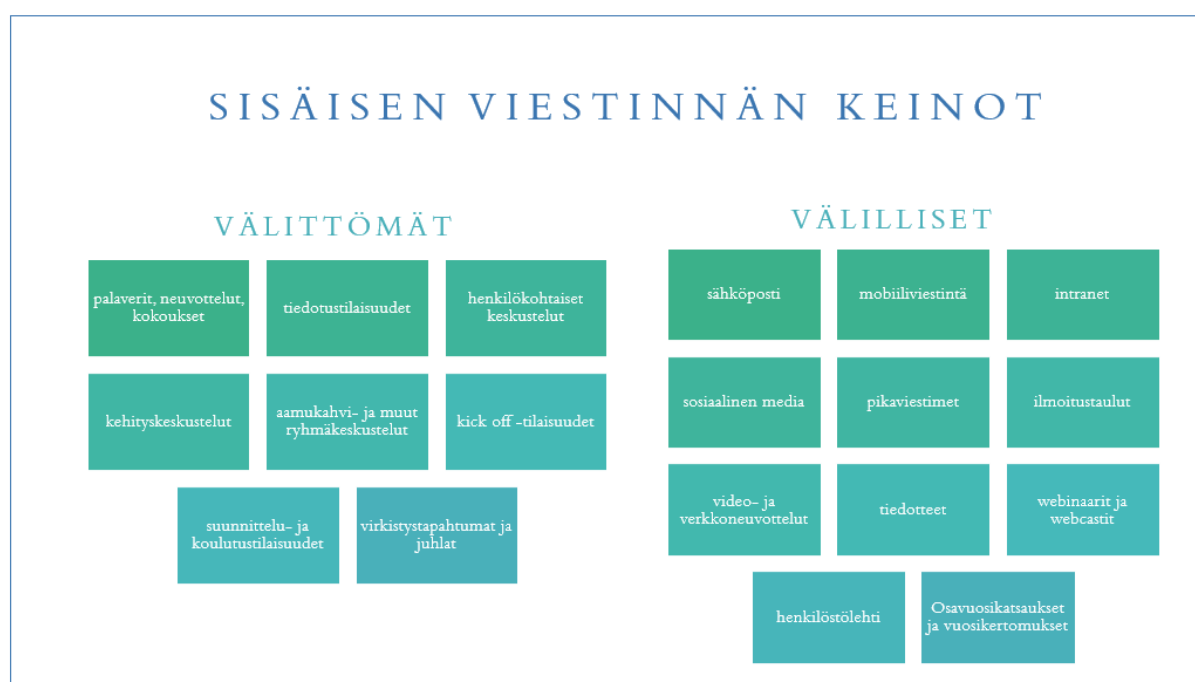 SISÄISEN VIESTINNÄN KEINOT
VÄLITTÖMÄT
palaverit, neuvottelut,
kokoukset
tiedotustilaisuudet
henkilökohtaiset
keskustelut
kehityskeskustelut
aamukahvi- ja muut
ryhmäkeskustelut
kick off -tilaisuudet
suunnittelu- ja
koulutustilaisuudet
virkistystapahtumat ja
juhlat
VÄLILLISET
sähköposti
mobiiliviestintä
intranet
sosiaalinen media
pikaviestimet
ilmoitustaulut
video- ja
verkkoneuvottelut
tiedotteet
webinaarit ja
webcastit
henkilöstölehti
Osavuosikatsaukset
ja vuosikertomukset